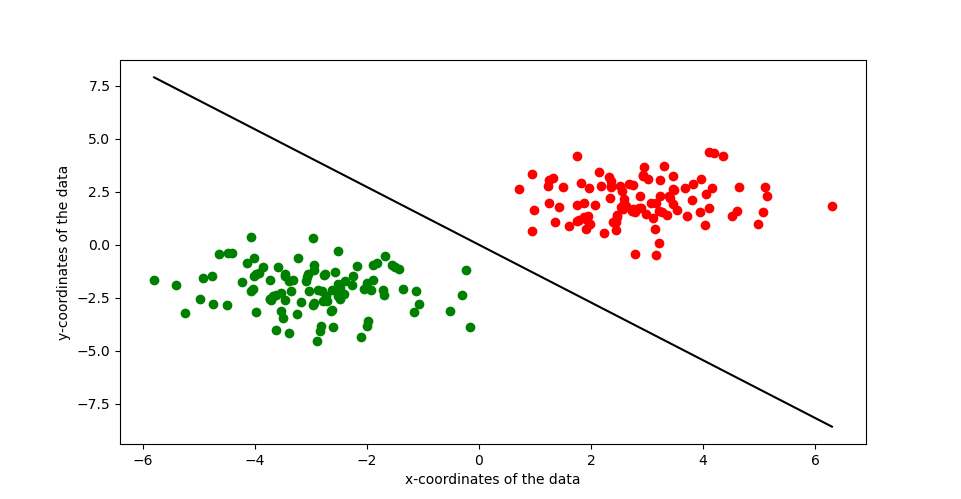 7.5
5.0
2.5
0.0
−2.5
−5.0
−7.5
y-coordinates of the data
−6 −4 −2 0 2 4 6
x-coordinates of the data